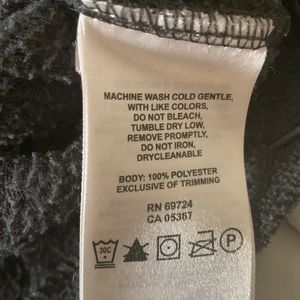 MACHINE WASH COLD GENTLE,
WITH LIKE COLORS,
DO NOT BLEACH,
TUMBLE DRY LOW,
REMOVE PROMPTLY,
DO NOT IRON,
DRYCLEANABLE
BODY: 100% POLYESTER
EXCLUSIVE OF TRIMMING
RN 69724
CA 05367
30C P